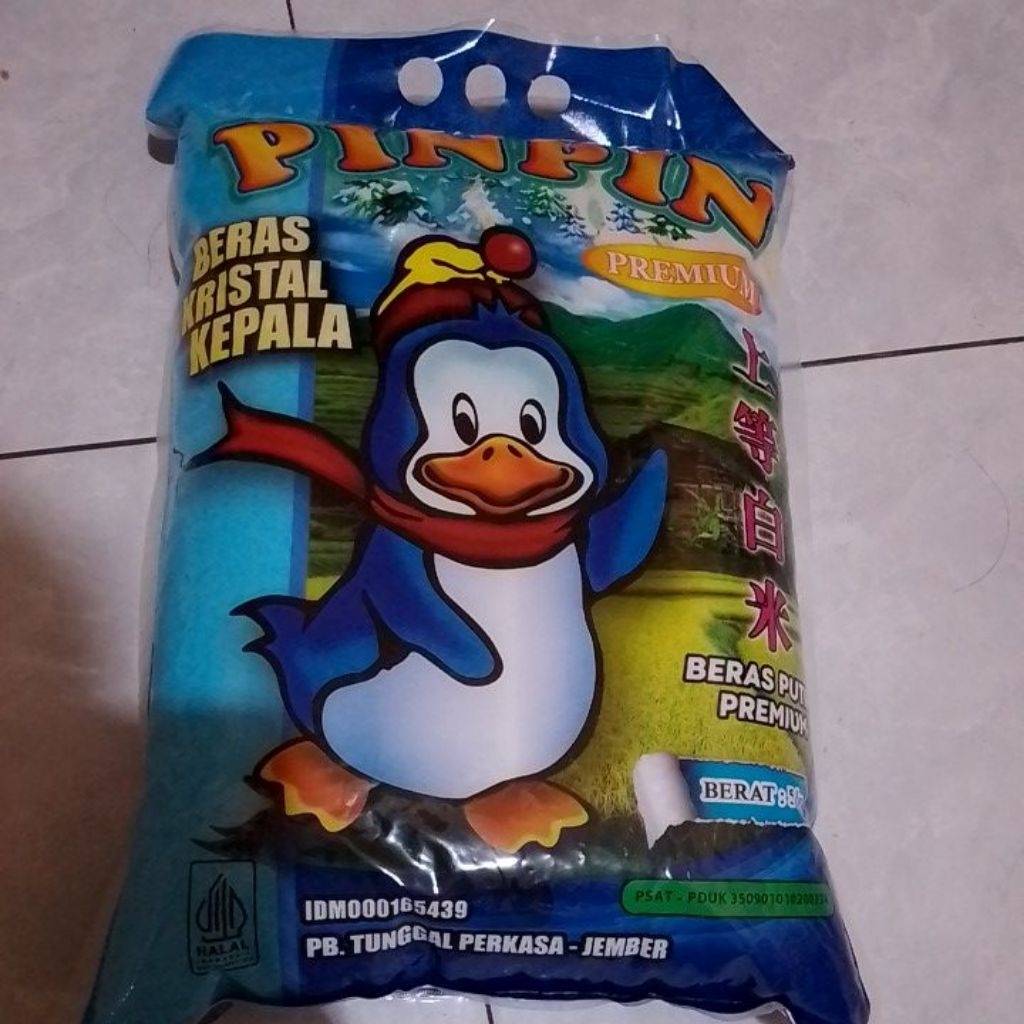 PINPIN
BERAS
KRISTAL
KEPALA
PREMIUM
上等白米
BERAS PUT
PREMIUM
BERAT
IDM000165439
PB. TUNGGAL PERKASA - JEMBER
PSAT - PDUK
HALAL